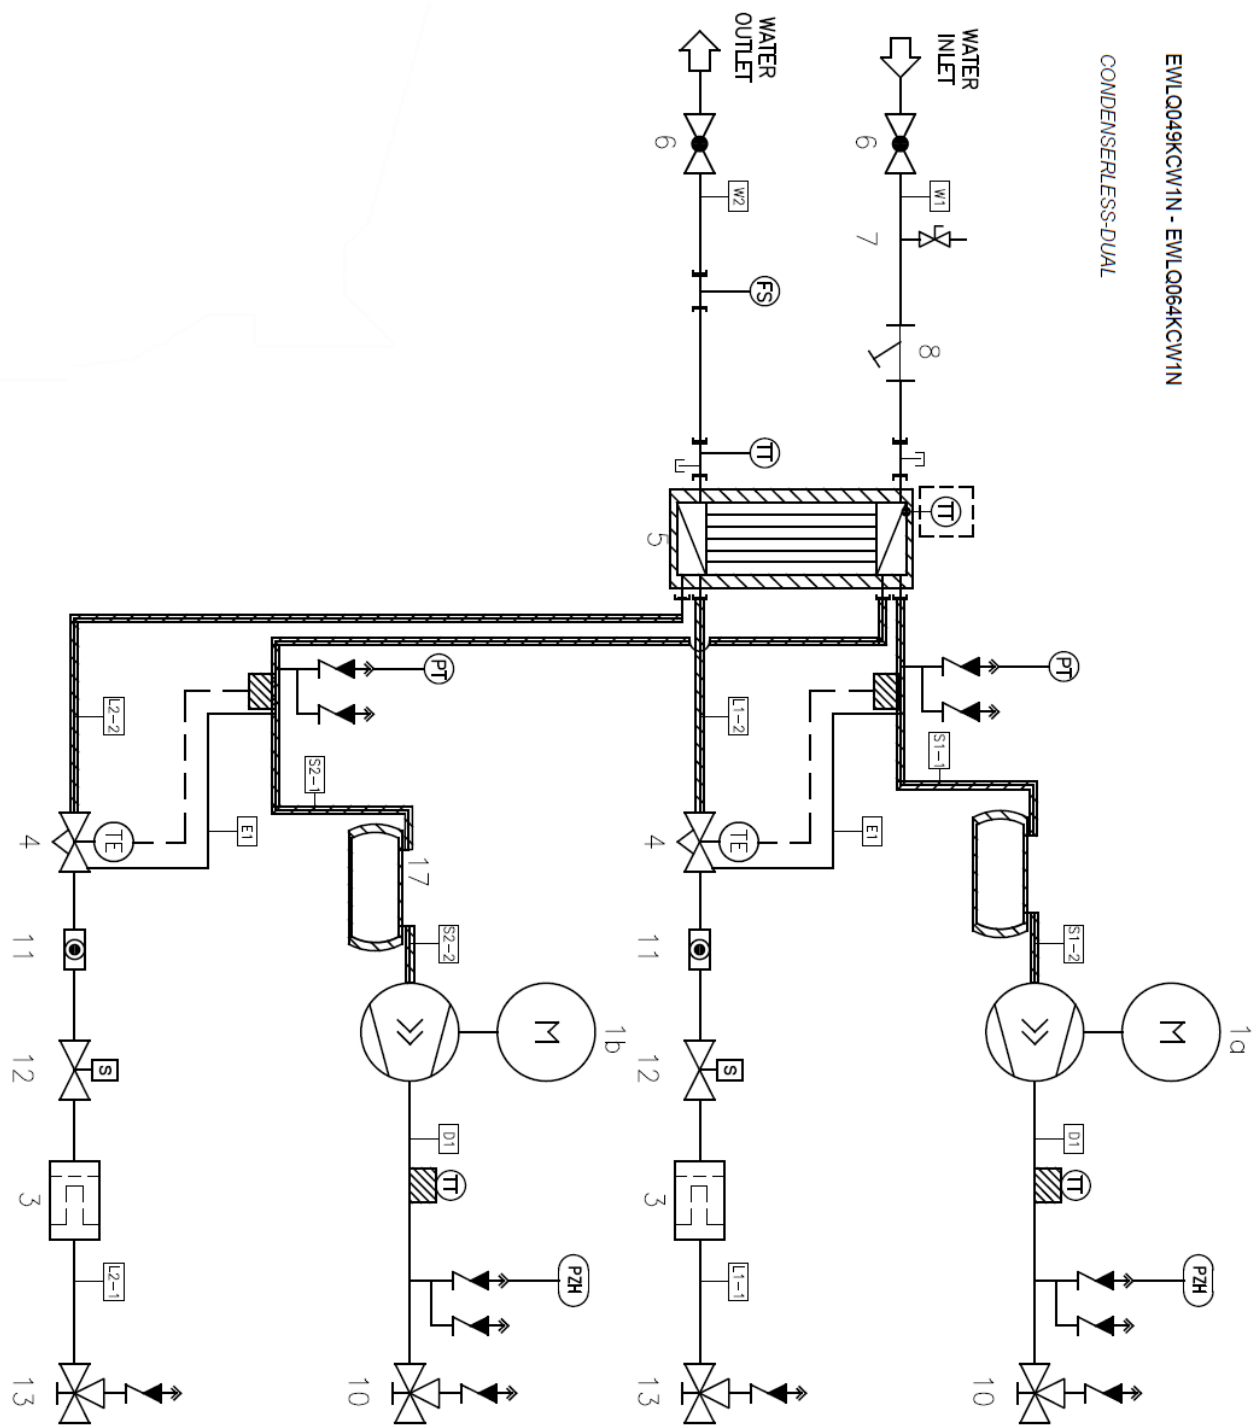 EWLQ049KCW1N - EWLQ064KCW1N
CONDENSERLESS-DUAL
1a
M
PZH
PT
S1-2
D1
TT
10
WATER
INLET
W1
TT
S1-1
8
6
7
E1
WATER
OUTLET
FS
TT
W2
L1-2
TE
S
L1-1
6
5
4
11
12
3
13
1b
M
PZH
PT
S2-2
D1
TT
17
10
S2-1
E1
L2-2
TE
S
L2-1
4
11
12
3
13